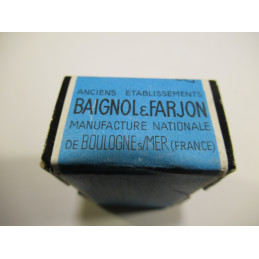 ANCIENS ETABLISSEMENTS
BAIGNOL & FARJON
MANUFACTURE NATIONALE
DE BOULOGNE S/MER (FRANCE)